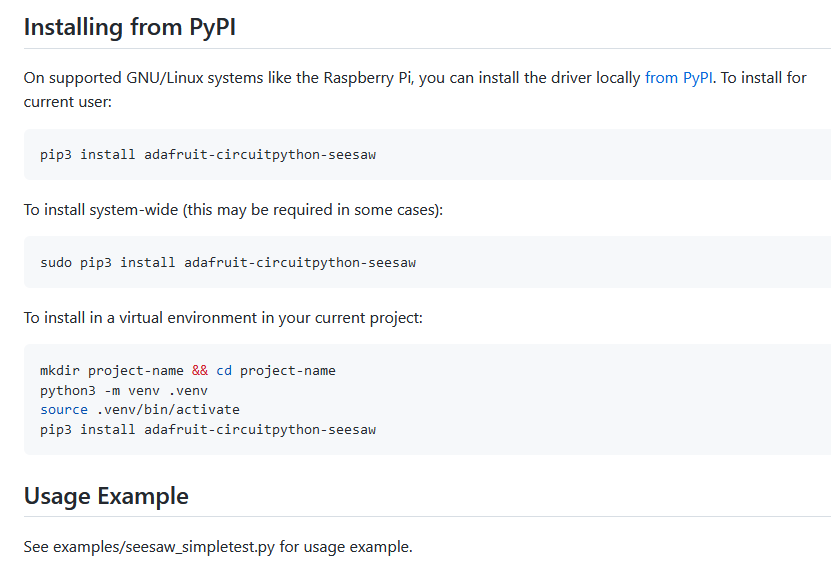 Installing from PyPI
On supported GNU/Linux systems like the Raspberry Pi, you can install the driver locally from PyPI. To install for
current user:
pip3 install adafruit-circuitpython-seesaw
To install system-wide (this may be required in some cases):
sudo pip3 install adafruit-circuitpython-seesaw
To install in a virtual environment in your current project:
mkdir project-name && cd project-name
python3 -m venv .venv
source .venv/bin/activate
pip3 install adafruit-circuitpython-seesaw
Usage Example
See examples/seesaw_simpletest.py for usage example.